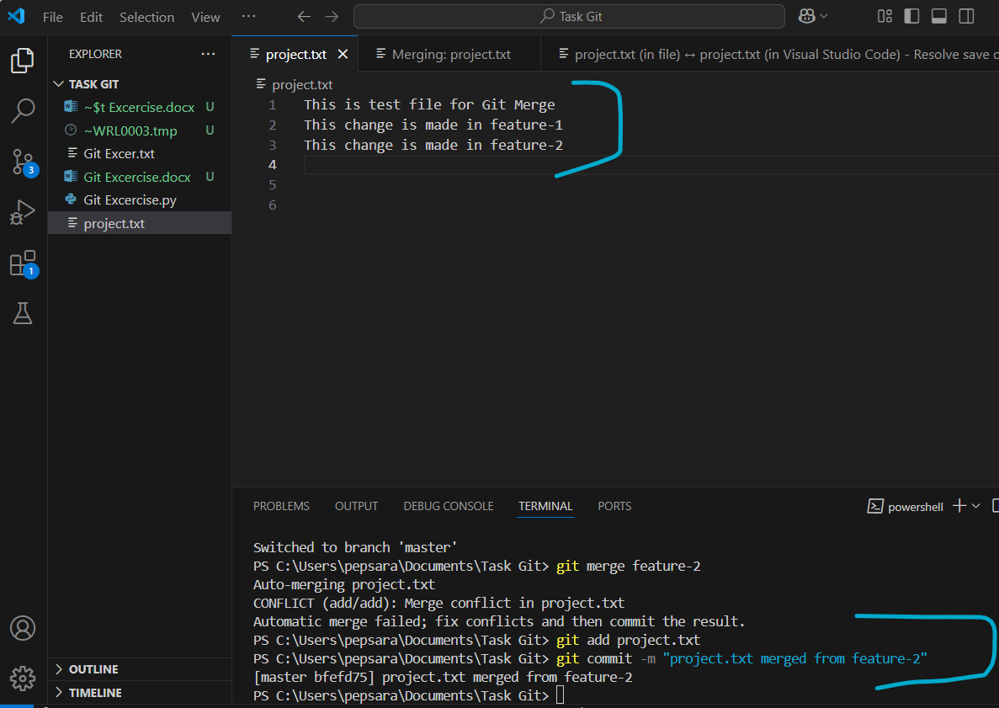 File Edit Selection View ··· Task Git
EXPLORER ···
TASK GIT
~$t Excercise.docx U
~WRL0003.tmp U
Git Excer.txt
Git Excercise.docx U
Git Excercise.py
project.txt
3
1
OUTLINE
TIMELINE
project.txt Merging: project.txt project.txt (in file) ↔ project.txt (in Visual Studio Code) - Resolve save
project.txt
1 This is test file for Git Merge
2 This change is made in feature-1
3 This change is made in feature-2
4
5
6
PROBLEMS OUTPUT DEBUG CONSOLE TERMINAL PORTS powershell
Switched to branch 'master'
PS C:\Users\pepsara\Documents\Task Git> git merge feature-2
Auto-merging project.txt
CONFLICT (add/add): Merge conflict in project.txt
Automatic merge failed; fix conflicts and then commit the result.
PS C:\Users\pepsara\Documents\Task Git> git add project.txt
PS C:\Users\pepsara\Documents\Task Git> git commit -m "project.txt merged from feature-2"
[master bfefd75] project.txt merged from feature-2
PS C:\Users\pepsara\Documents\Task Git>